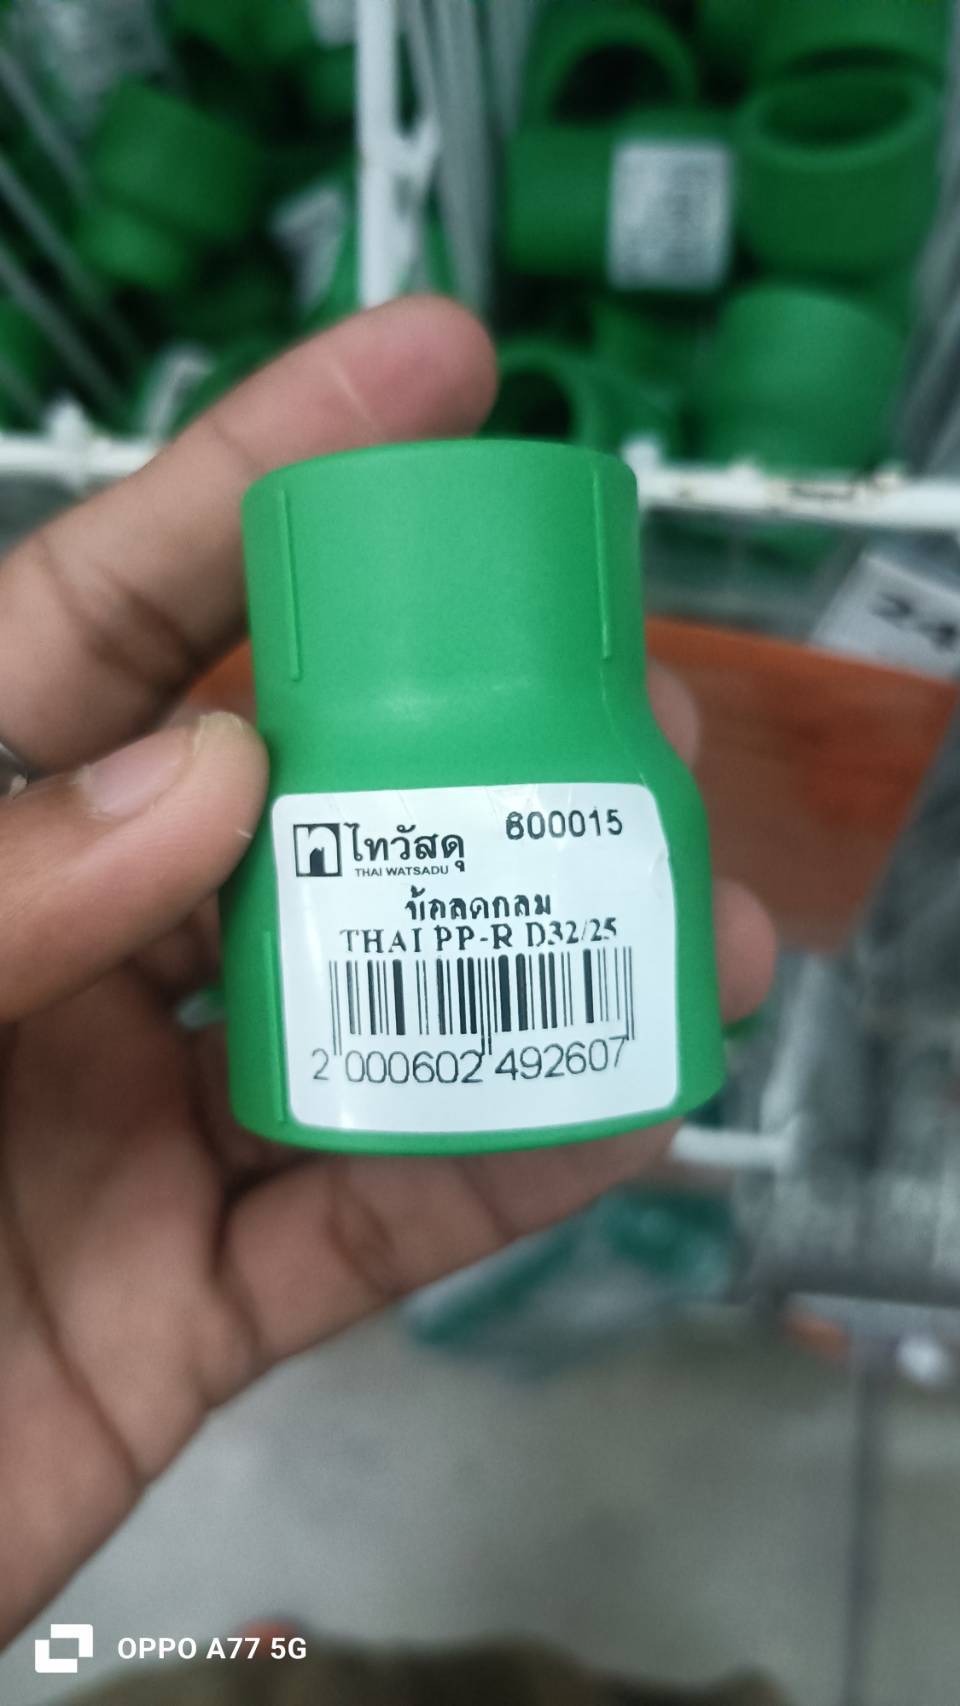 ไทวัสดุ 600015
THAI WATSADU
ข้อลดกลม
THAI PP-R D32/25
2 000602 492607
24
OPPO A77 5G